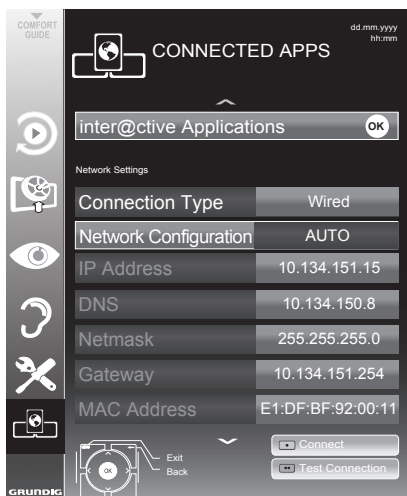 COMFORT
GUIDE
dd.mm.yyyy
hh:mm
CONNECTED APPS
inter@ctive Applications OK
Network Settings
Connection Type Wired
Network Configuration AUTO
IP Address 10.134.151.15
DNS 10.134.150.8
Netmask 255.255.255.0
Gateway 10.134.151.254
MAC Address E1:DF:BF:92:00:11
Exit
Back
OK
Connect
Test Connection
GRUNDIG